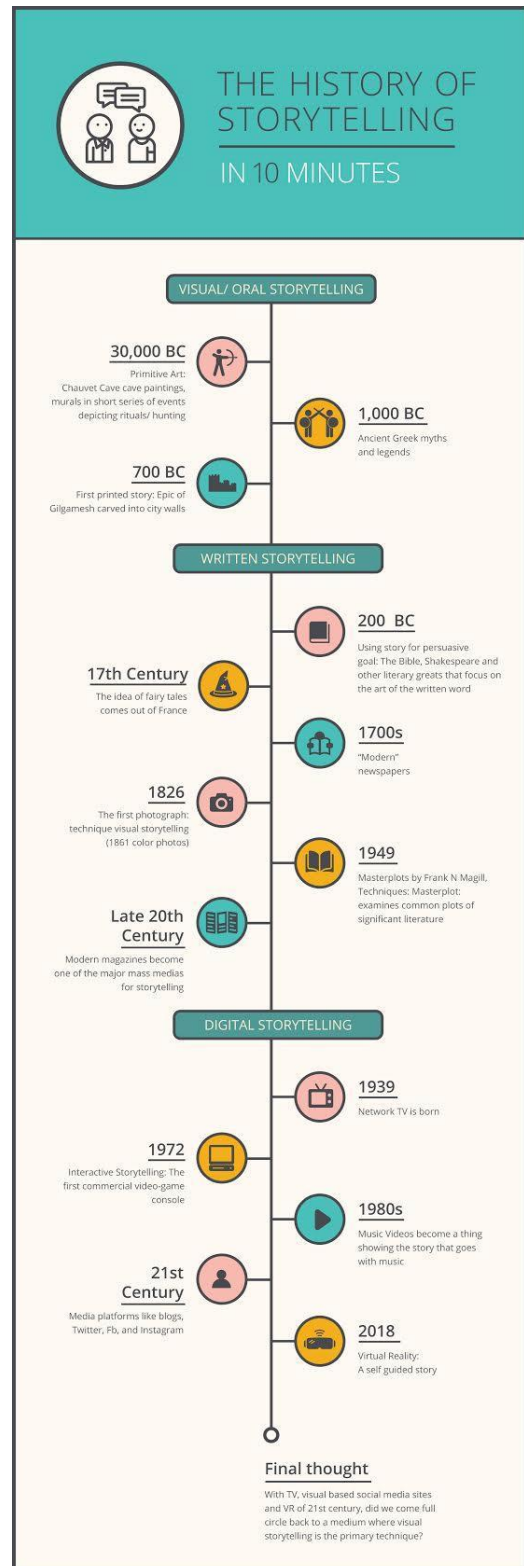 THE HISTORY OF
STORYTELLING
IN 10 MINUTES
VISUAL/ ORAL STORYTELLING
30,000 BC
Primitive Art:
Chauvet Cave cave paintings,
murals in short series of events
depicting rituals/ hunting
1,000 BC
Ancient Greek myths
and legends
700 BC
First printed story: Epic of
Gilgamesh carved into city walls
WRITTEN STORYTELLING
200 BC
Using story for persuasive
goal: The Bible, Shakespeare and
other literary greats that focus on
the art of the written word
17th Century
The idea of fairy tales
comes out of France
1700s
“Modern”
newspapers
1826
The first photograph:
technique visual storytelling
(1861 color photos)
1949
Masterplots by Frank N Magill,
Techniques: Masterplot:
examines common plots of
significant literature
Late 20th
Century
Modern magazines become
one of the major mass medias
for storytelling
DIGITAL STORYTELLING
1939
Network TV is born
1972
Interactive Storytelling: The
first commercial video-game
console
1980s
Music Videos become a thing
showing the story that goes
with music
21st
Century
Media platforms like blogs,
Twitter, Fb, and Instagram
2018
Virtual Reality:
A self guided story
Final thought
With TV, visual based social media sites
and VR of 21st century, did we come full
circle back to a medium where visual
storytelling is the primary technique?